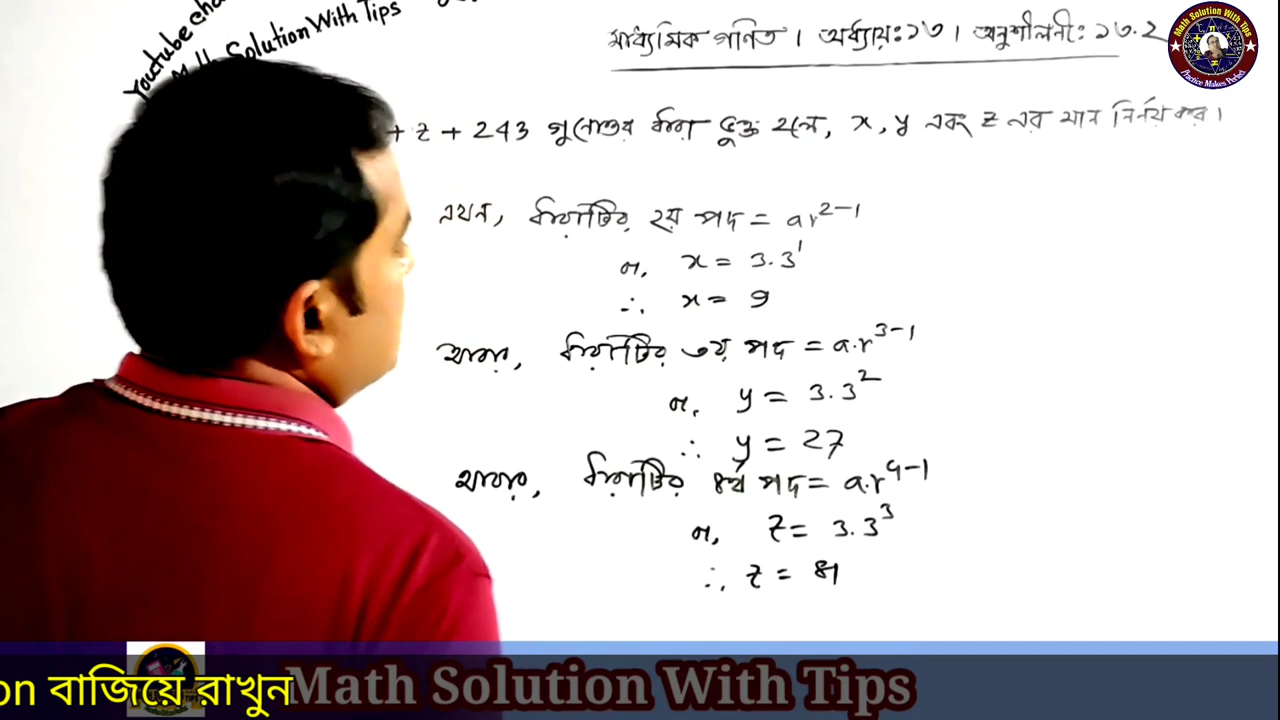 Youtube cha
Math Solution With Tips
মাধ্যমিক গণিত। অধ্যায়ঃ১৩। অনুশীলনীঃ ১৩.২
Math Solution With Tips
Practice Makes Perfect
+ z + 243 গুণোত্তর ধারা ভুক্ত হলে, x, y এবং z এর মান নির্ণয় কর।
এখন, ধারাটির ২য় পদ = ar^2-1
বা, x = 3.3^1
∴ x = 9
আবার, ধারাটির ৩য় পদ = a.r^3-1
বা, y = 3.3^2
∴ y = 27
আবার, ধারাটির ৪র্থ পদ = a.r^4-1
বা, z = 3.3^3
∴ z = 81
on বাজিয়ে রাখুন
Math Solution With Tips